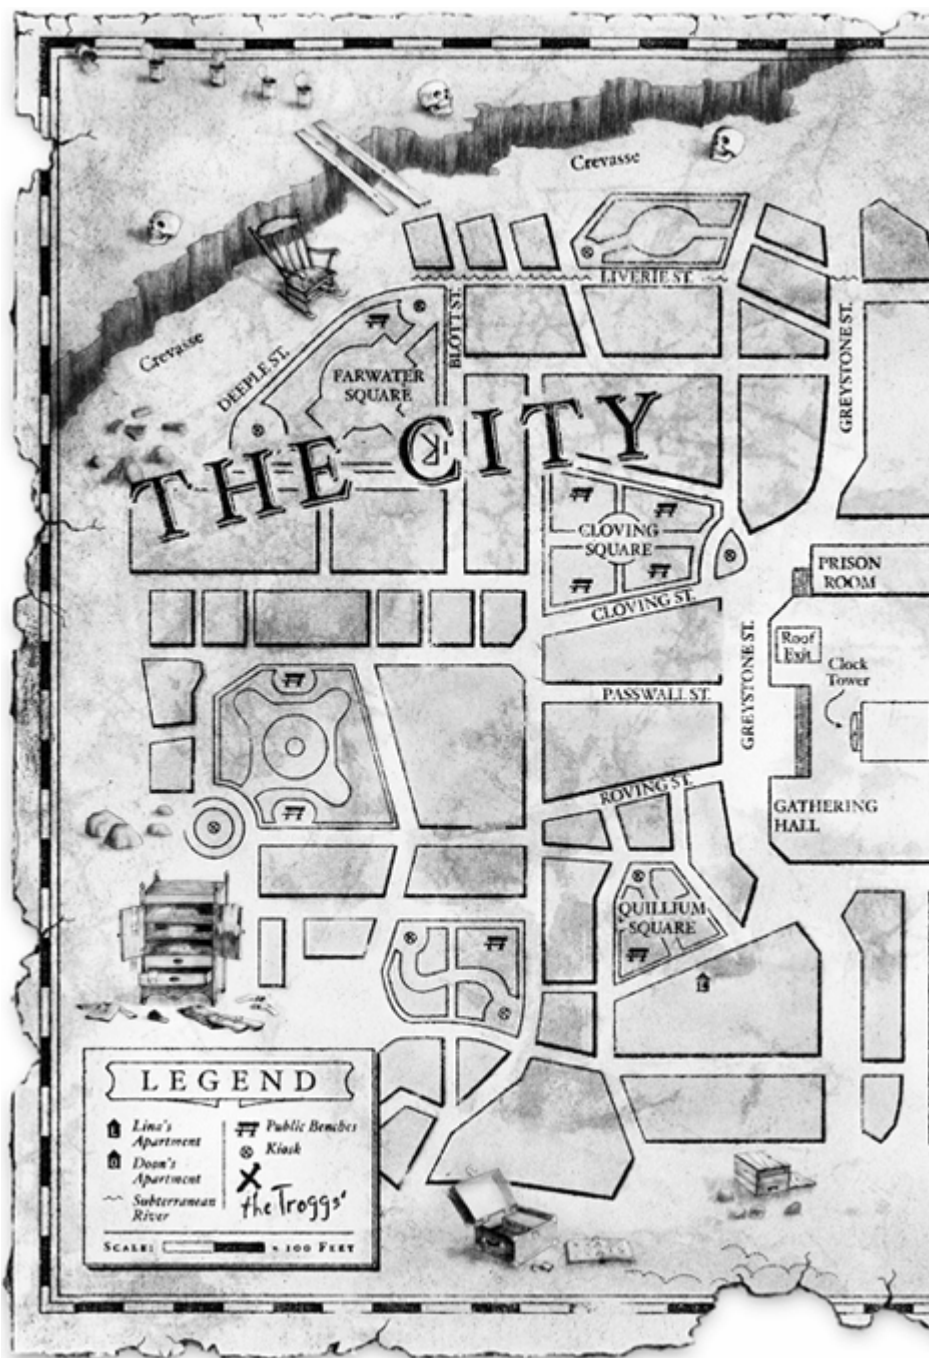 Crevasse
LIVERIE ST.
Crevasse
DEEPLE ST.
BLOTT ST.
GREYSTONE ST.
FARWATER
SQUARE
THE CITY
CLOVING
SQUARE
CLOVING ST.
PRISON
ROOM
Roof
Exit
Clock
Tower
GREYSTONE ST.
PASSWALL ST.
ROVING ST.
GATHERING
HALL
QUILLIUM
SQUARE
L
LEGEND
L
Lina's
Apartment
D
Doon's
Apartment
Subterranean
River
Public Benches
Kiosk
the Troggs'
SCALE: = 100 FEET